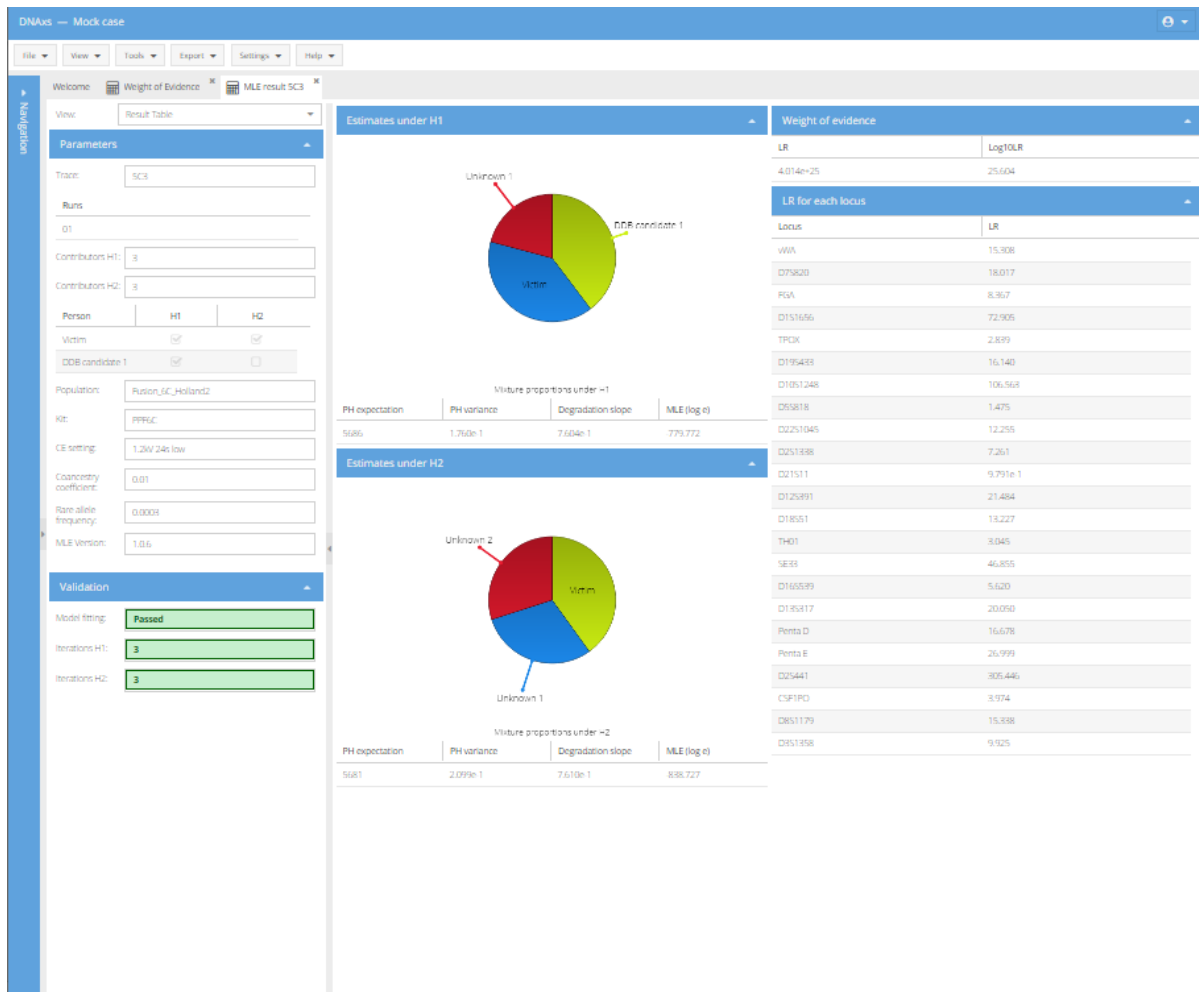 DNAxs — Mock case
File View Tools Export Settings Help
Navigation
Welcome Weight of Evidence MLE result 5C3
View: Result Table
Parameters
Trace: 5C3
Runs
01
Contributors H1: 3
Contributors H2: 3
Person H1 H2
Victim
DDB candidate 1
Population: Fusion_6C_Holland2
Kit: PPF6C
CE setting: 1.2kV 24s low
Coancestry
coefficient: 0.01
Rare allele
frequency: 0.0003
MLE Version: 1.0.6
Validation
Model fitting: Passed
Iterations H1: 3
Iterations H2: 3
Estimates under H1
Unknown 1
DDB candidate 1
Victim
Mixture proportions under H1
PH expectation PH variance Degradation slope MLE (log e)
5686 1.760e-1 7.604e-1 779.772
Estimates under H2
Unknown 2
Victim
Unknown 1
Mixture proportions under H2
PH expectation PH variance Degradation slope MLE (log e)
5681 2.099e-1 7.610e-1 838.727
Weight of evidence
LR Log10LR
4.014e+25 25.604
LR for each locus
Locus LR
vWA 15.308
D7S820 18.017
FGA 8.367
D1S1656 72.905
TPOX 2.839
D19S433 16.140
D10S1248 106.563
D5S818 1.475
D22S1045 12.255
D2S1338 7.261
D21S11 9.791e-1
D12S391 21.484
D18S51 13.227
TH01 3.045
SE33 46.855
D16S539 5.620
D13S317 20.050
Penta D 16.678
Penta E 26.999
D2S441 305.446
CSF1PO 3.974
D8S1179 15.338
D3S1358 9.925